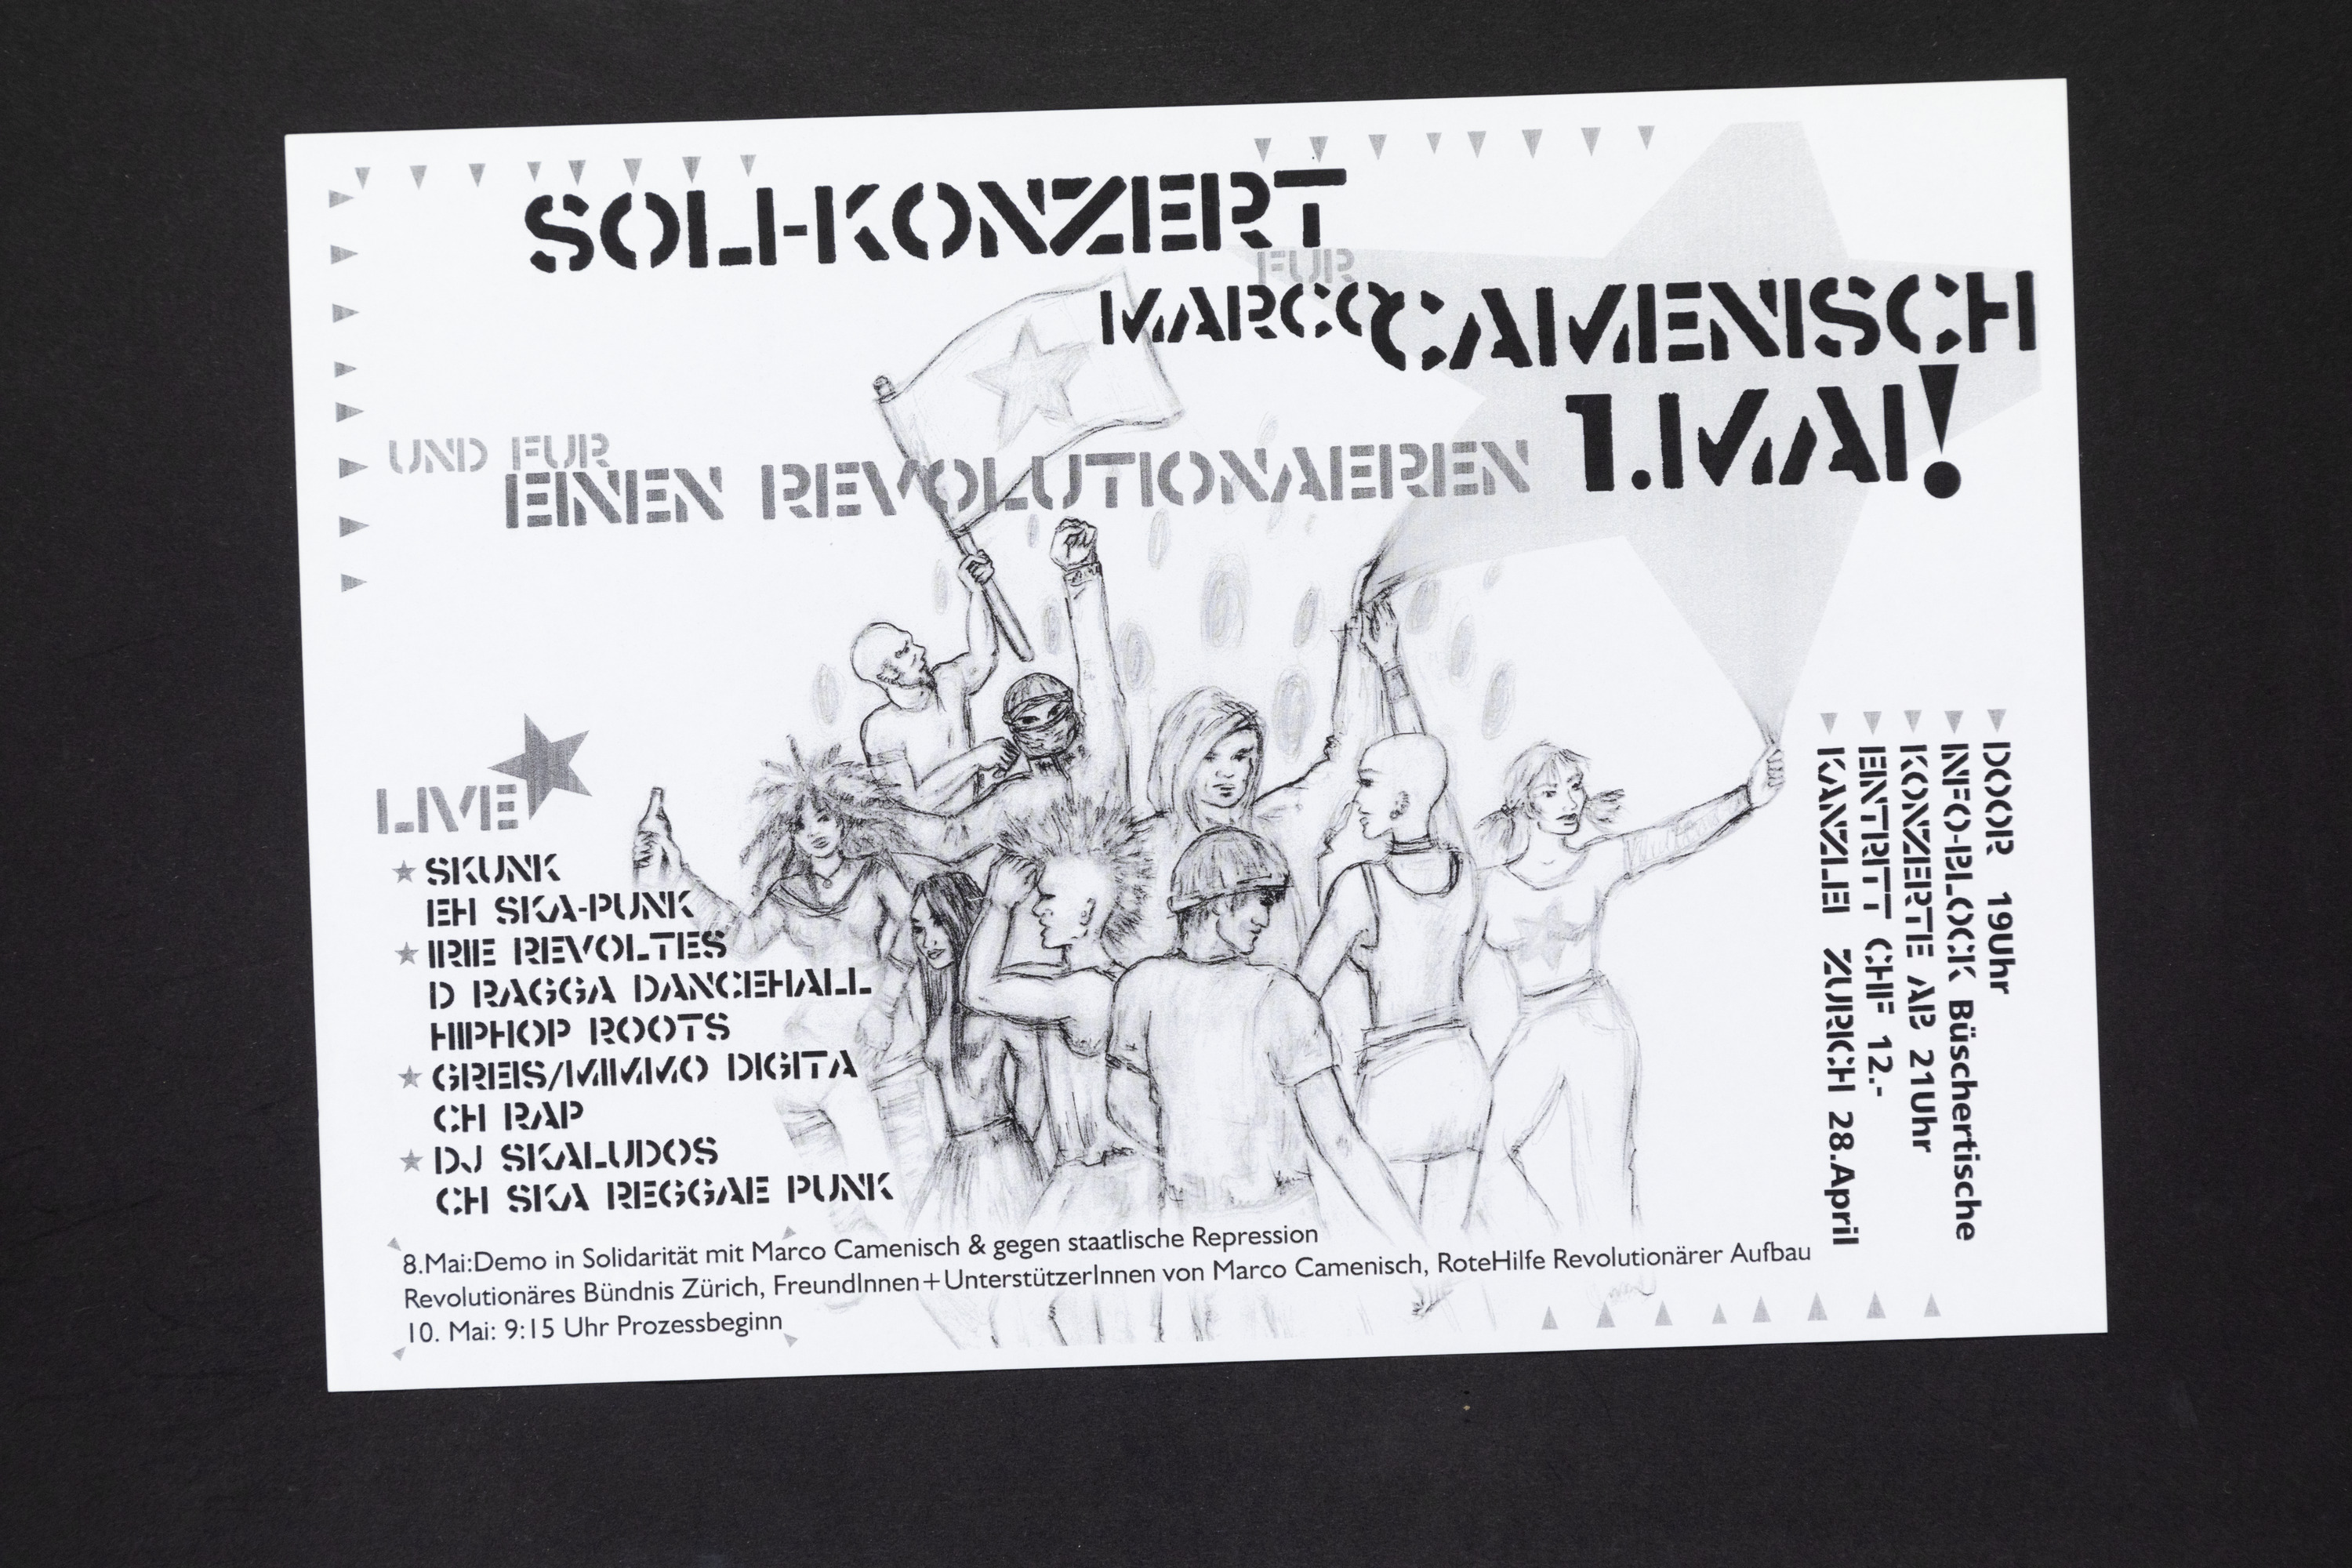 SOLI-KONZERT
FUR
MARCO CAMENISCH
UND FUR
EINEN REVOLUTIONAEREN 1.MAI!
LIVE
SKUNK
EH SKA-PUNK
IRIE REVOLTES
D RAGGA DANCEHALL
HIPHOP ROOTS
GREIS/MIMMO DIGITA
CH RAP
DJ SKALUDOS
CH SKA REGGAE PUNK
DOOR 19Uhr
INFO-BLOCK Büschertische
KONZERTE AB 21Uhr
EINTRITT CHF 12.-
KANZLEI ZURICH 28.April
8.Mai:Demo in Solidarität mit Marco Camenisch & gegen staatlische Repression
Revolutionäres Bündnis Zürich, FreundInnen+UnterstützerInnen von Marco Camenisch, RoteHilfe Revolutionärer Aufbau
10. Mai: 9:15 Uhr Prozessbeginn